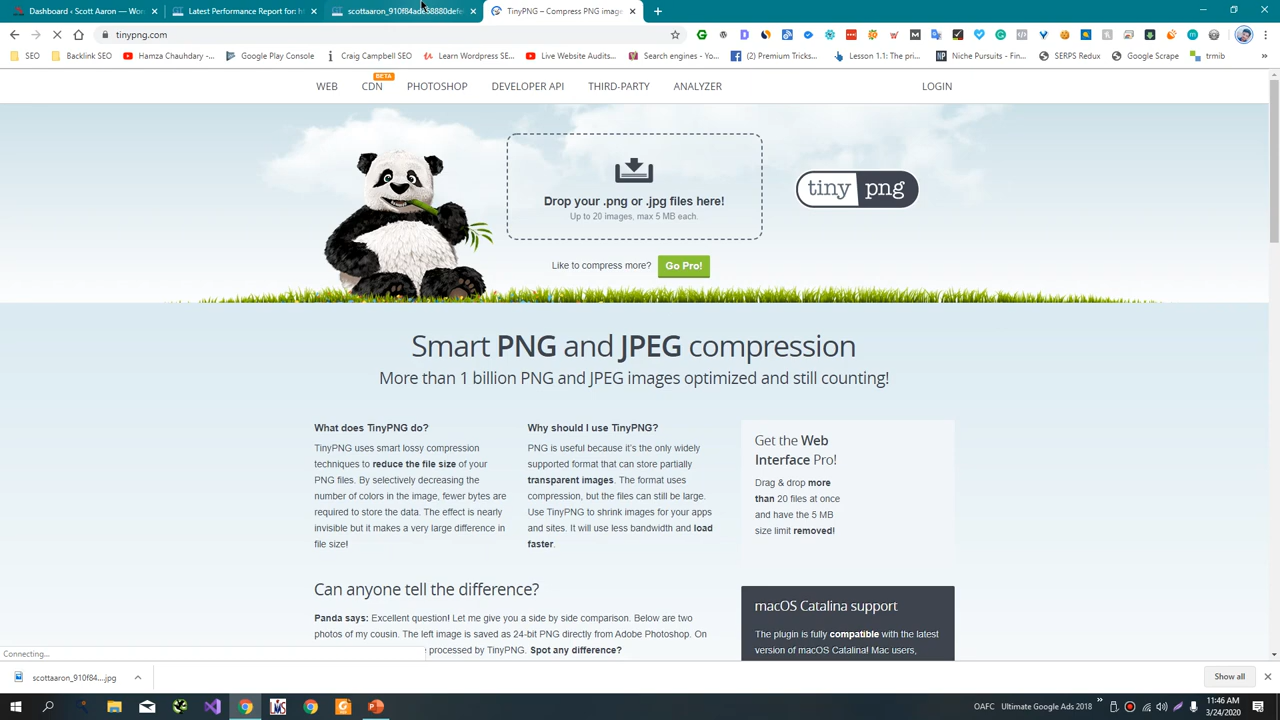 Dashboard ‹ Scott Aaron — Wor
Latest Performance Report for: h
scottaaron_910f84
TinyPNG – Compress PNG image
tinypng.com
SEO
Backlink SEO
Hamza Chauhdary -...
Google Play Console
Craig Campbell SEO
Learn Wordpress SE...
Live Website Audits...
Search engines - Yo...
(2) Premium Tricks...
Lesson 1.1: The pri...
Niche Pursuits - Fin...
SERPS Redux
Google Scrape
trmib
»
WEB
CDN
BETA
PHOTOSHOP
DEVELOPER API
THIRD-PARTY
ANALYZER
LOGIN
Drop your .png or .jpg files here!
Up to 20 images, max 5 MB each.
tiny png
Like to compress more?
Go Pro!
Smart PNG and JPEG compression
More than 1 billion PNG and JPEG images optimized and still counting!
What does TinyPNG do?
TinyPNG uses smart lossy compression
techniques to reduce the file size of your
PNG files. By selectively decreasing the
number of colors in the image, fewer bytes are
required to store the data. The effect is nearly
invisible but it makes a very large difference in
file size!
Why should I use TinyPNG?
PNG is useful because it's the only widely
supported format that can store partially
transparent images. The format uses
compression, but the files can still be large.
Use TinyPNG to shrink images for your apps
and sites. It will use less bandwidth and load
faster.
Get the Web
Interface Pro!
Drag & drop more
than 20 files at once
and have the 5 MB
size limit removed!
Can anyone tell the difference?
Panda says: Excellent question! Let me give you a side by side comparison. Below are two
photos of my cousin. The left image is saved as 24-bit PNG directly from Adobe Photoshop. On
processed by TinyPNG. Spot any difference?
macOS Catalina support
The plugin is fully compatible with the latest
version of macOS Catalina! Mac users,
Connecting...
scottaaron_910f84....jpg
Show all
OAFC
Ultimate Google Ads 2018
»
11:46 AM
3/24/2020